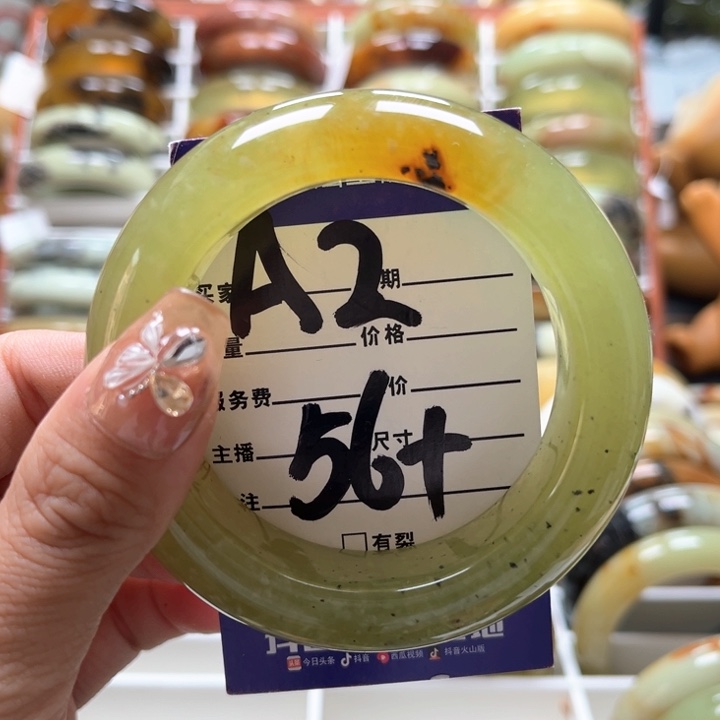 A2
买家 期
量 价格
服务费 价
主播 尺寸
56+
注
有裂
今日头条 抖音 西瓜视频 抖音火山版